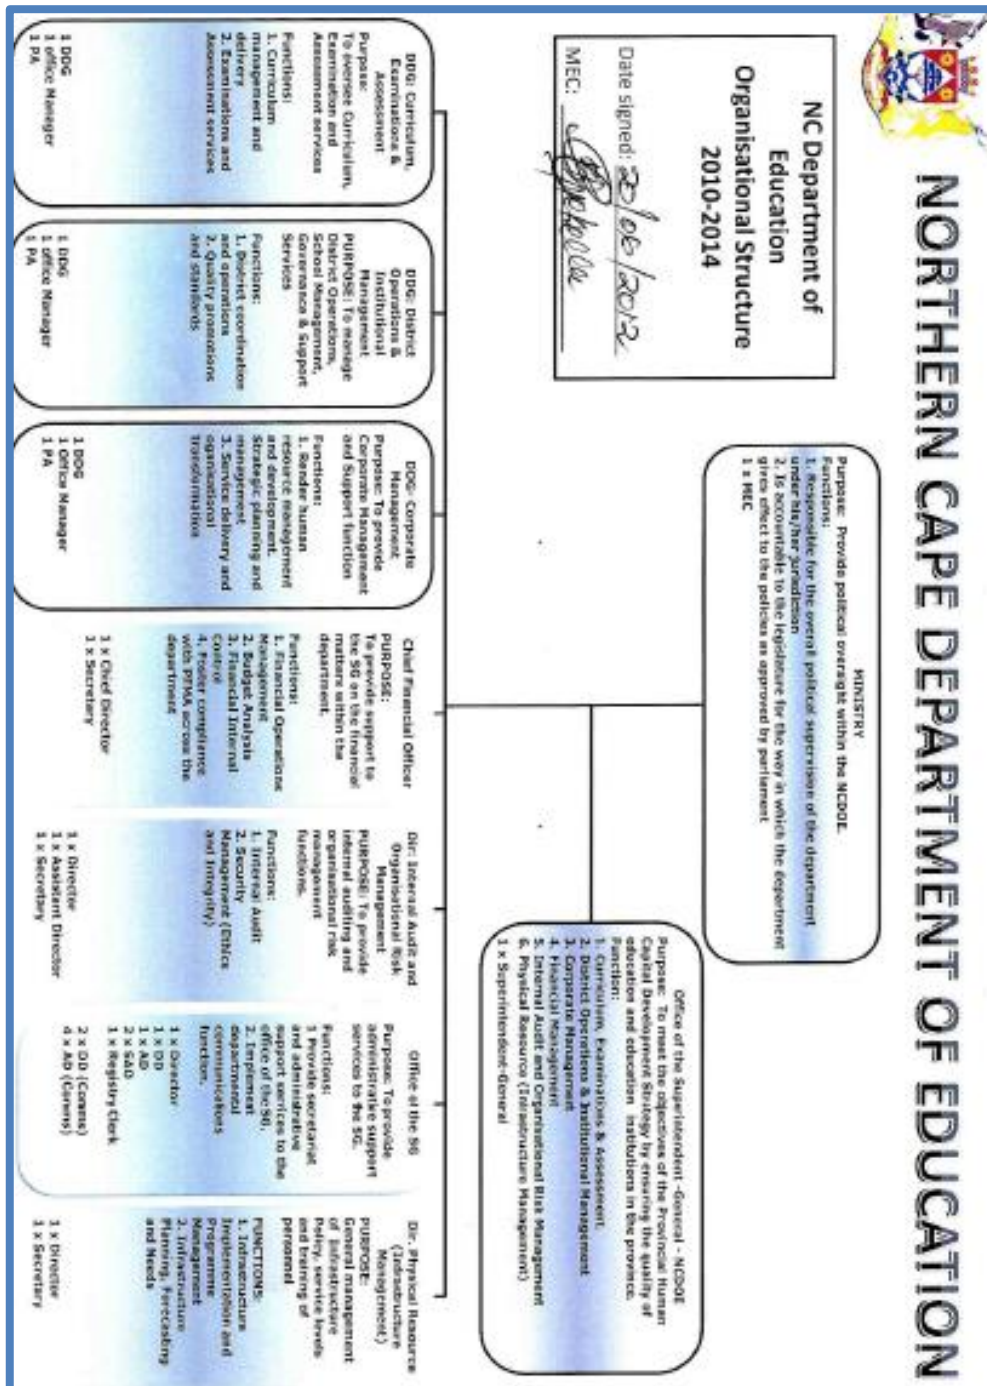 NORTHERN CAPE DEPARTMENT OF EDUCATION
NC Department of
Education
Organisational Structure
2010-2014
Date signed: 20/06/2012
MEC:
MINISTRY
Purpose: Provide political oversight within the NCDOE.
Functions:
1. Responsible for the overall political supervision of the department
under his/her jurisdiction
2. Is accountable to the legislature for the way in which the department
gives effect to the policies as approved by parliament
1 x MEC
Office of the Superintendent -General - NCDOE
Purpose: To meet the objectives of the Provincial Human
Capital Development Strategy by ensuring the quality of
education and education institutions in the province.
Function:
1. Curriculum, Examinations & Assessment
2. District Operations & Institutional Management
3. Corporate Management
4. Financial Management
5. Internal Audit and Organisational Risk Management
6. Physical Resource (Infrastructure Management)
1 x Superintendent-General
DDG: Curriculum,
Examinations &
Assessment
Purpose:
To oversee Curriculum,
Examination and
Assessment services
Functions:
1. Curriculum
management and
delivery
2. Examinations and
Assessment services
1 DDG
1 office Manager
1 PA
DDG: District
Operations &
Institutional
Management
PURPOSE: To manage
District Operations,
School Management,
Governance & Support
Services
Functions:
1. District coordination
and operations
2. Quality promotions
and standards
1 DDG
1 office Manager
1 PA
DDG- Corporate
Management
Purpose: To provide
Corporate Management
and Support function
Functions:
1. Render human
resource management
and development.
Strategic planning and
management
3. Service delivery and
oganisational
Transformation
1 DDG
1 Office Manager
1 PA
Chief Financial Officer
PURPOSE:
To provide support to
the SG on the financial
matters within the
department.
Functions:
1. Financial Operations
Management
2. Budget Analysis
3. Financial Internal
Control
4. Foster compliance
with PFMA across the
department
1 x Chief Director
1 x Secretary
Dir: Internal Audit and
Organisational Risk
Management
PURPOSE: To provide
internal auditing and
organisational risk
management
functions.
Functions:
1. Internal Audit
2. Security
Management (Ethics
and Integrity)
1 x Director
1 x Assistant Director
1 x Secretary
Office of the SG
Purpose: To provide
administrative support
services to the SG.
Functions:
1 Provide secretariat
and administrative
support services to the
office of the SG.
2. Implement
departmental
communications
function.
1 x Director
1 x DD
1 x AD
2 x SAO
1 x Registry Clerk
2 x DD (Comms)
4 x AD (Comms)
Dir. Physical Resource
(Infrastructure
Management)
PURPOSE:
General management
of Infrastructure
Policy, service levels
and training of
personnel
FUNCTIONS:
1. Infrastructure
Implementation and
Programme
Management
2. Infrastructure
Planning, Forecasting
and Needs
1 x Director
1 x Secretary